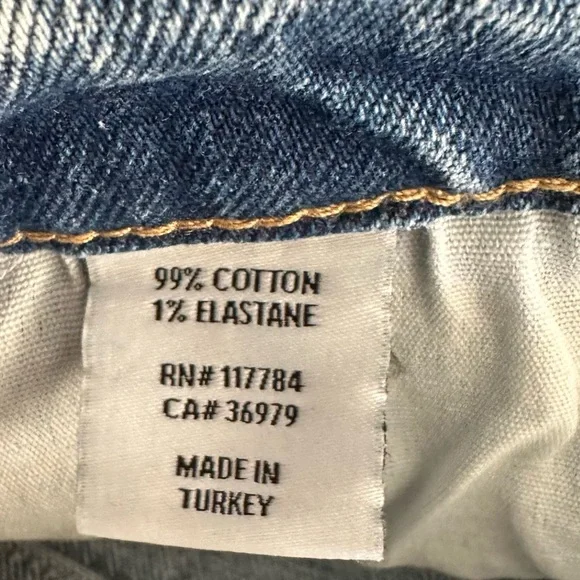 99% COTTON
1% ELASTANE
RN# 117784
CA# 36979
MADE IN
TURKEY